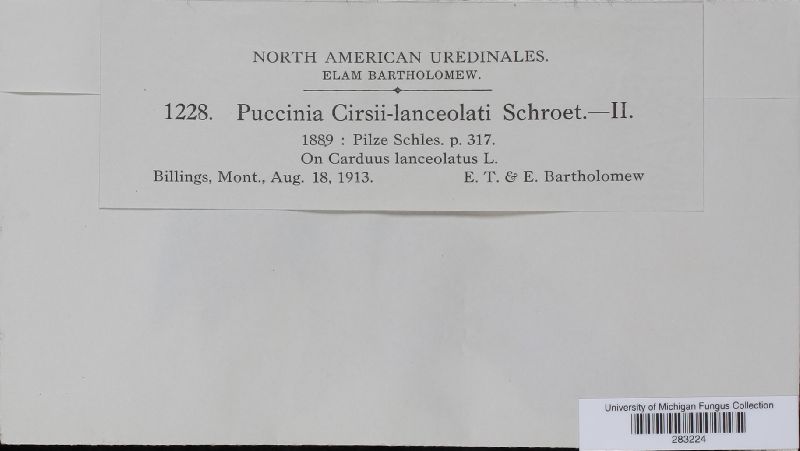 NORTH AMERICAN UREDINALES.
ELAM BARTHOLOMEW.
1228. Puccinia Cirsii-lanceolati Schroet.—II.
1889 : Pilze Schles. p. 317.
On Carduus lanceolatus L.
Billings, Mont., Aug. 18, 1913. E. T. & E. Bartholomew
University of Michigan Fungus Collection
283224